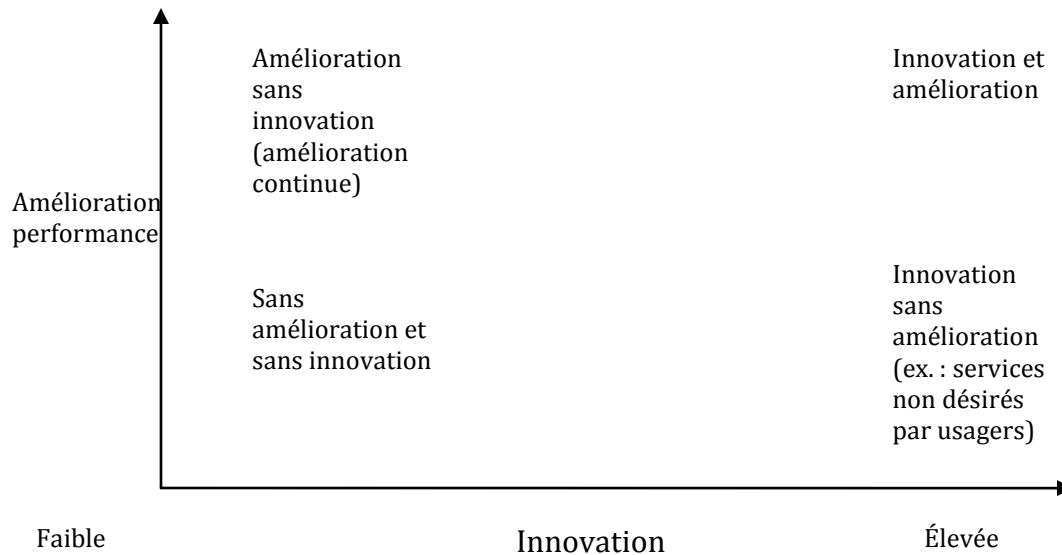 Amélioration
sans
innovation
(amélioration
continue)
Innovation et
amélioration
Amélioration
performance
Sans
amélioration et
sans innovation
Innovation
sans
amélioration
(ex. : services
non désirés
par usagers)
Faible
Innovation
Élevée